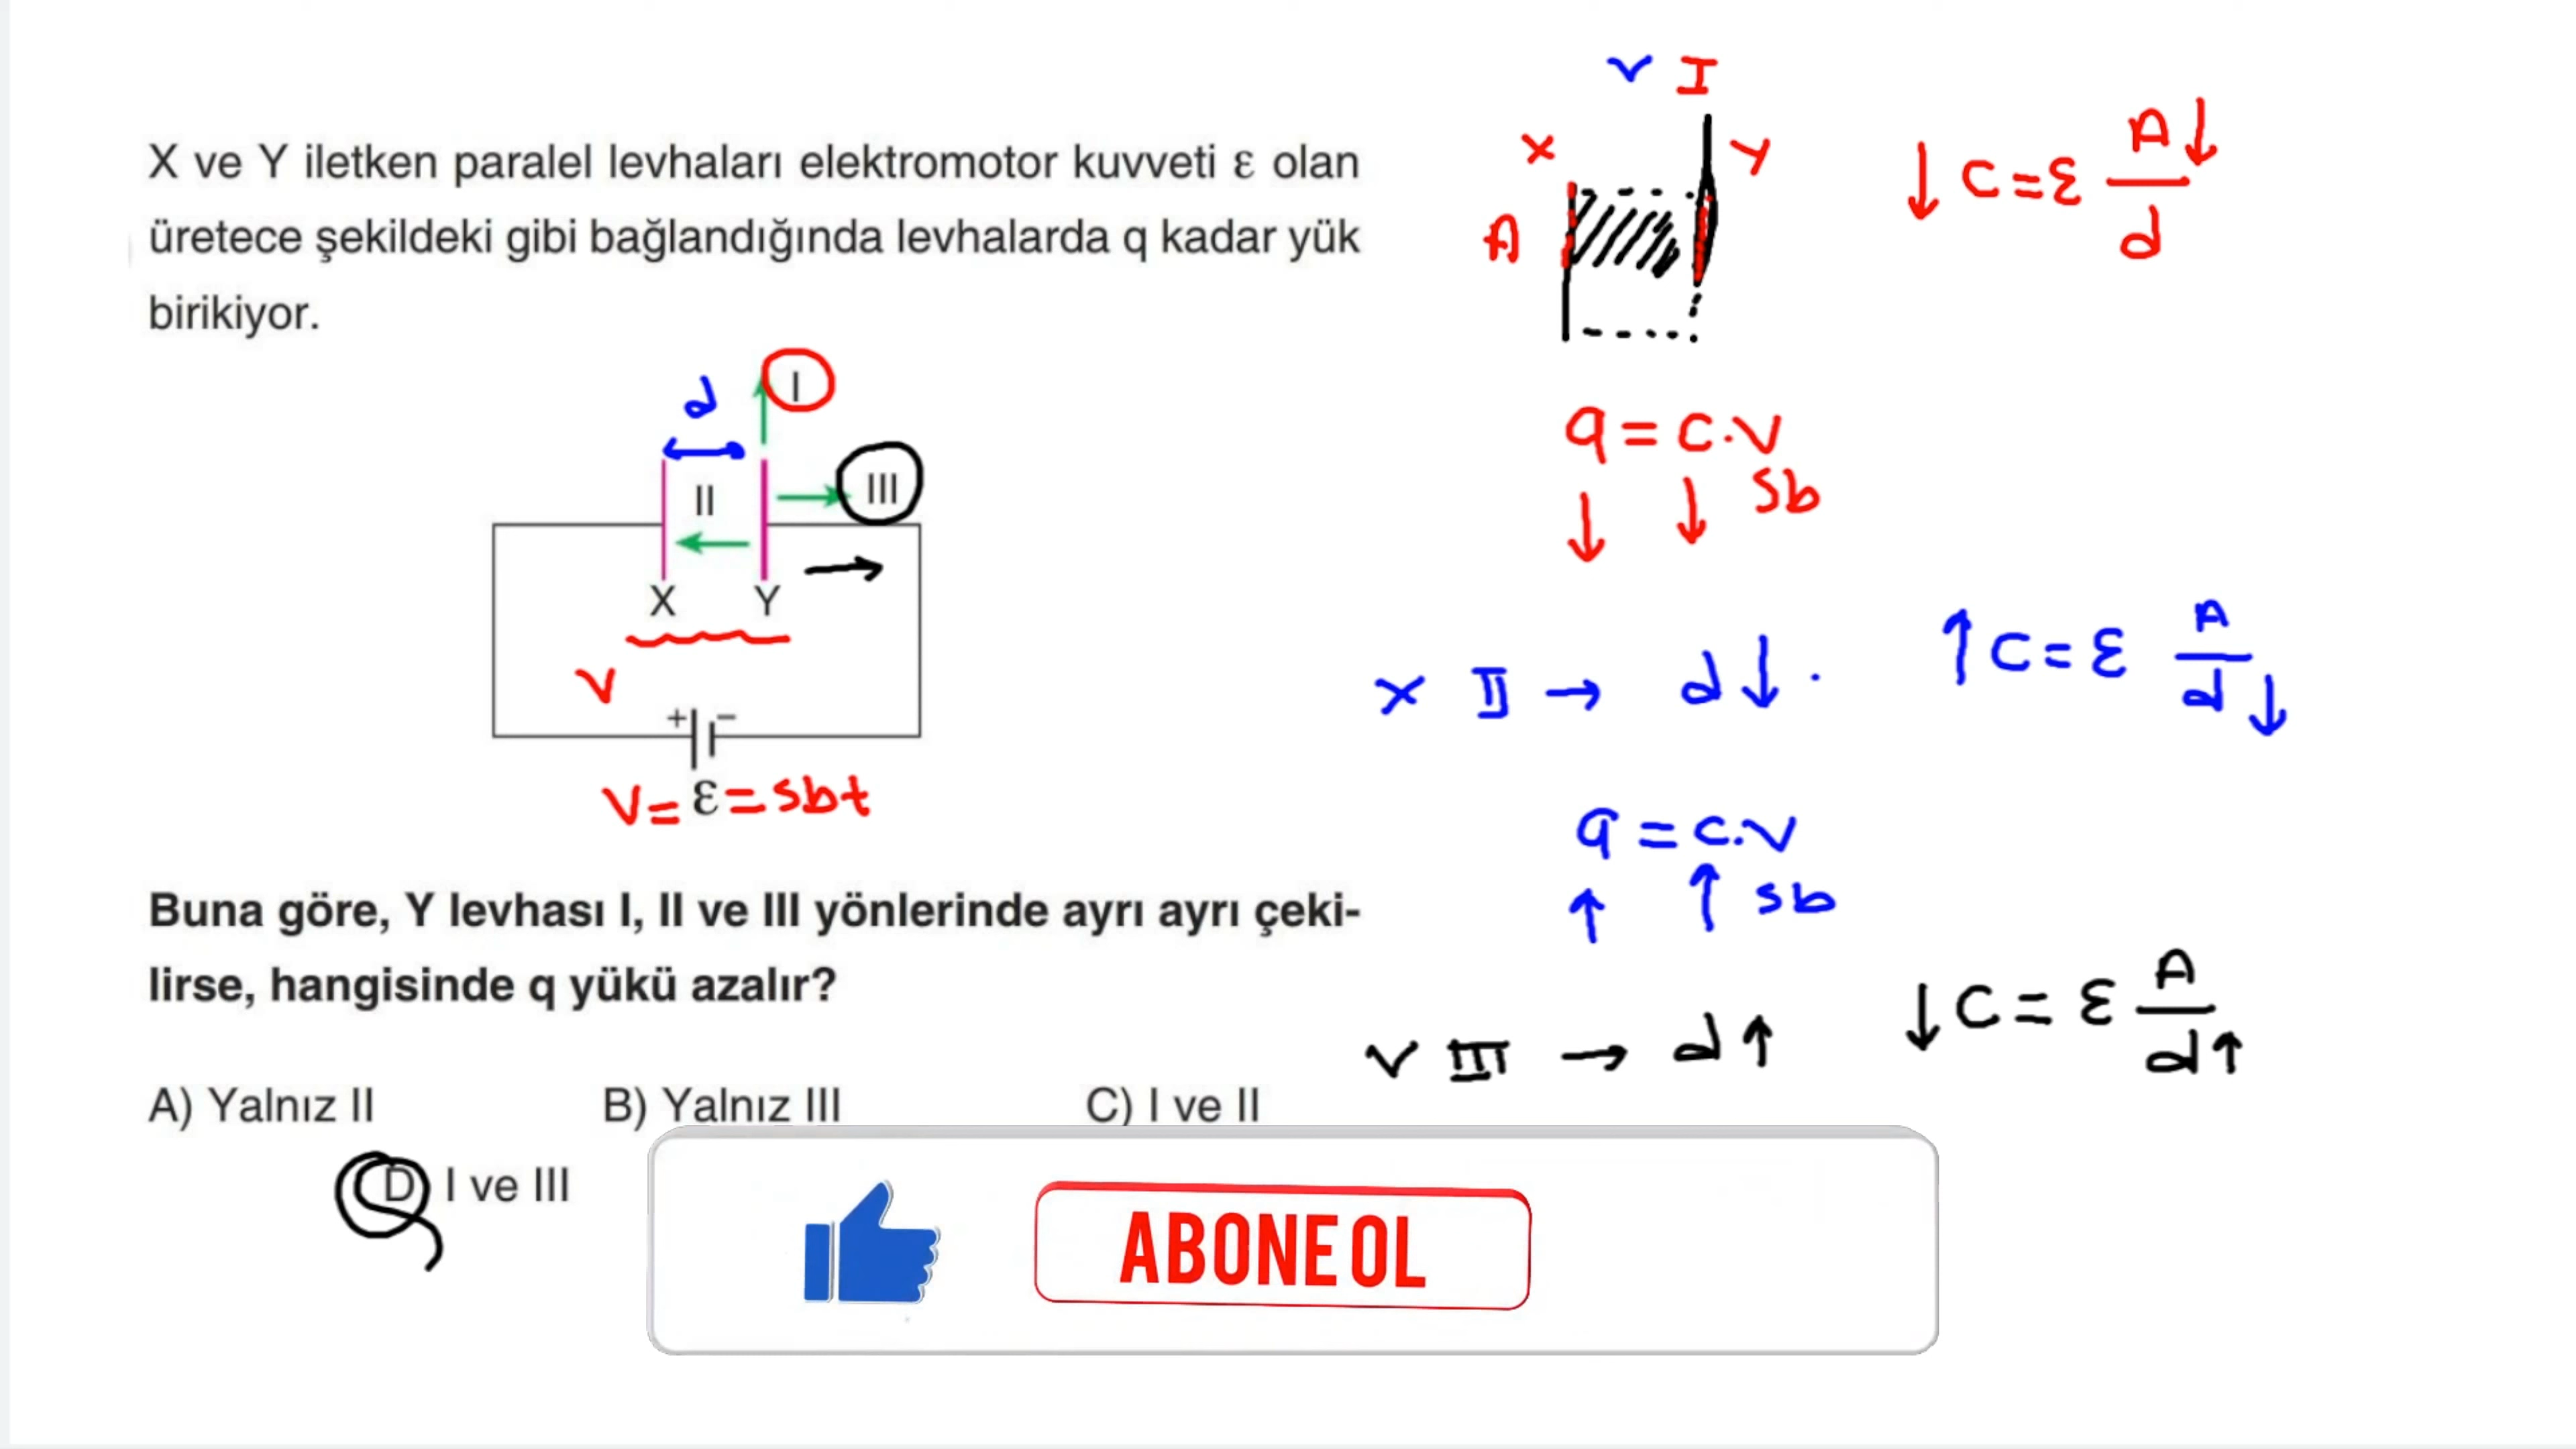 X ve Y iletken paralel levhaları elektromotor kuvveti ε olan
üretece şekildeki gibi bağlandığında levhalarda q kadar yük
birikiyor.
d
I
II
III
X
Y
V
+ −
V = ε = sbt
Buna göre, Y levhası I, II ve III yönlerinde ayrı ayrı çeki-
lirse, hangisinde q yükü azalır?
A) Yalnız II
B) Yalnız III
C) I ve II
D) I ve III
ABONE OL
✓ I
X
Y
A
↓ C = ε A↓ / d
q = C.V
↓ ↓ sb
x II → d↓.
↑ C = ε A / d↓
q = C.V
↑ ↑ sb
✓ III → d↑
↓ C = ε A / d↑